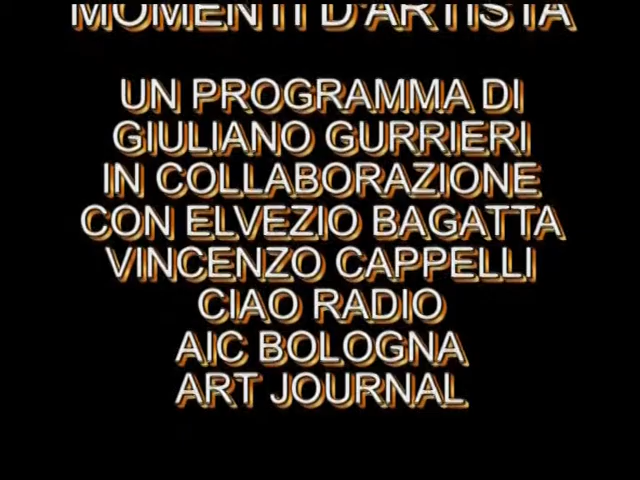 MOMENTI D'ARTISTA
UN PROGRAMMA DI
GIULIANO GURRIERI
IN COLLABORAZIONE
CON ELVEZIO BAGATTA
VINCENZO CAPPELLI
CIAO RADIO
AIC BOLOGNA
ART JOURNAL